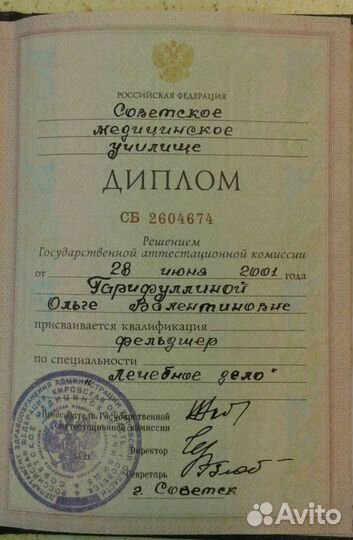 РОССИЙСКАЯ ФЕДЕРАЦИЯ
Советское
медицинское
училище
ДИПЛОМ
СБ 2604674
Решением
Государственной аттестационной комиссии
от 28 июня 2001 года
Гарифуллиной
Ольге Валентиновне
присваивается квалификация
фельдшер
по специальности
„Лечебное дело"
Председатель Государственной
аттестационной комиссии
Директор
Секретарь
г. Советск
Avito